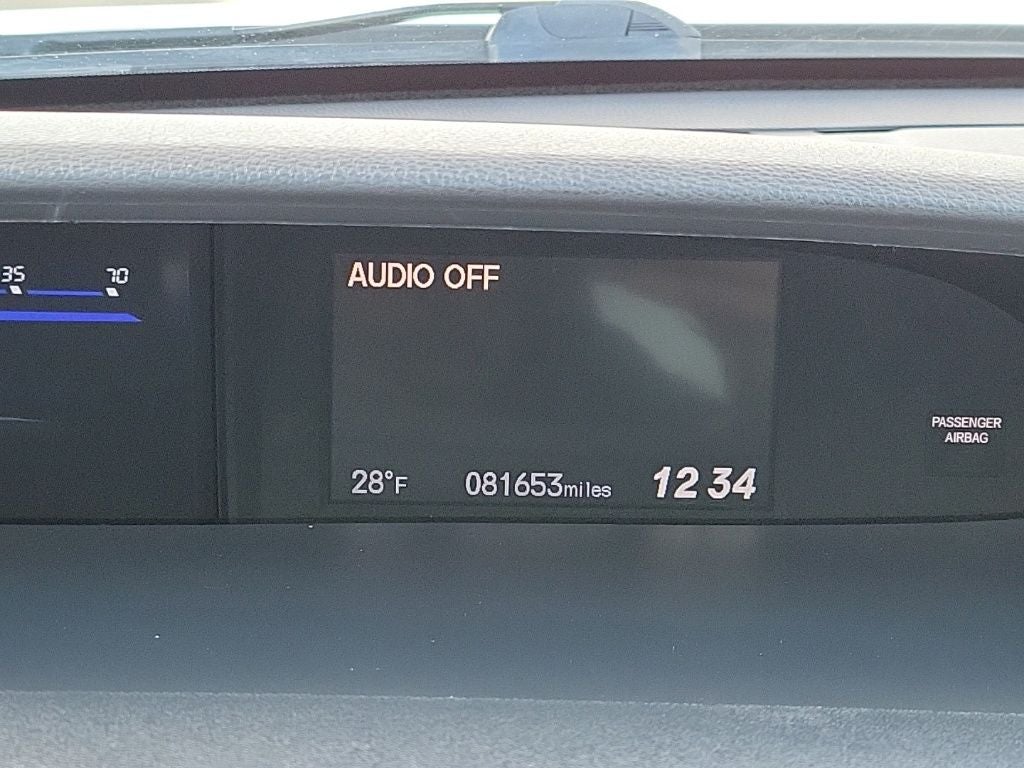 35 70
AUDIO OFF
28°F 081653miles 12 34
PASSENGER
AIRBAG